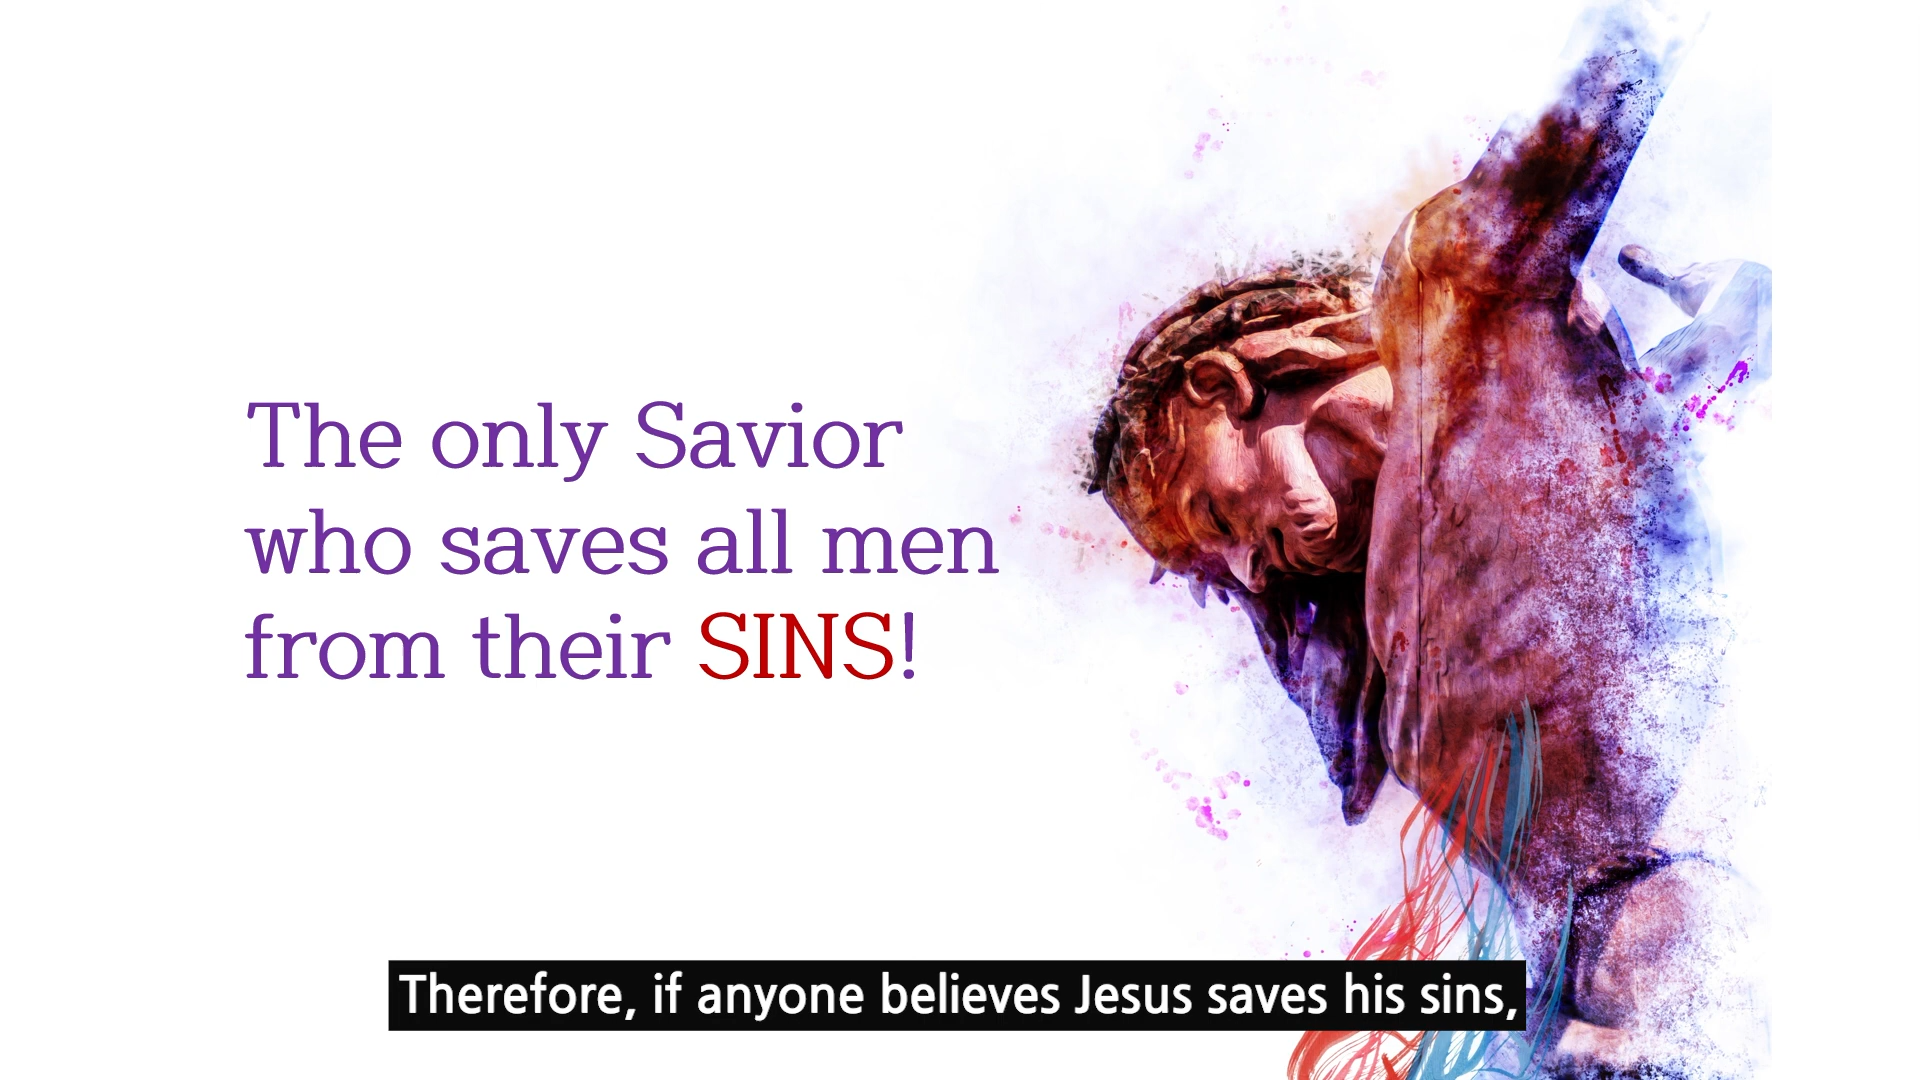 The only Savior
who saves all men
from their SINS!
Therefore, if anyone believes Jesus saves his sins,